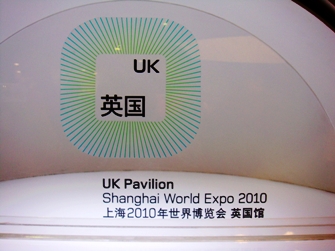 UK
英国
UK Pavilion
Shanghai World Expo 2010
上海2010年世界博览会 英国馆